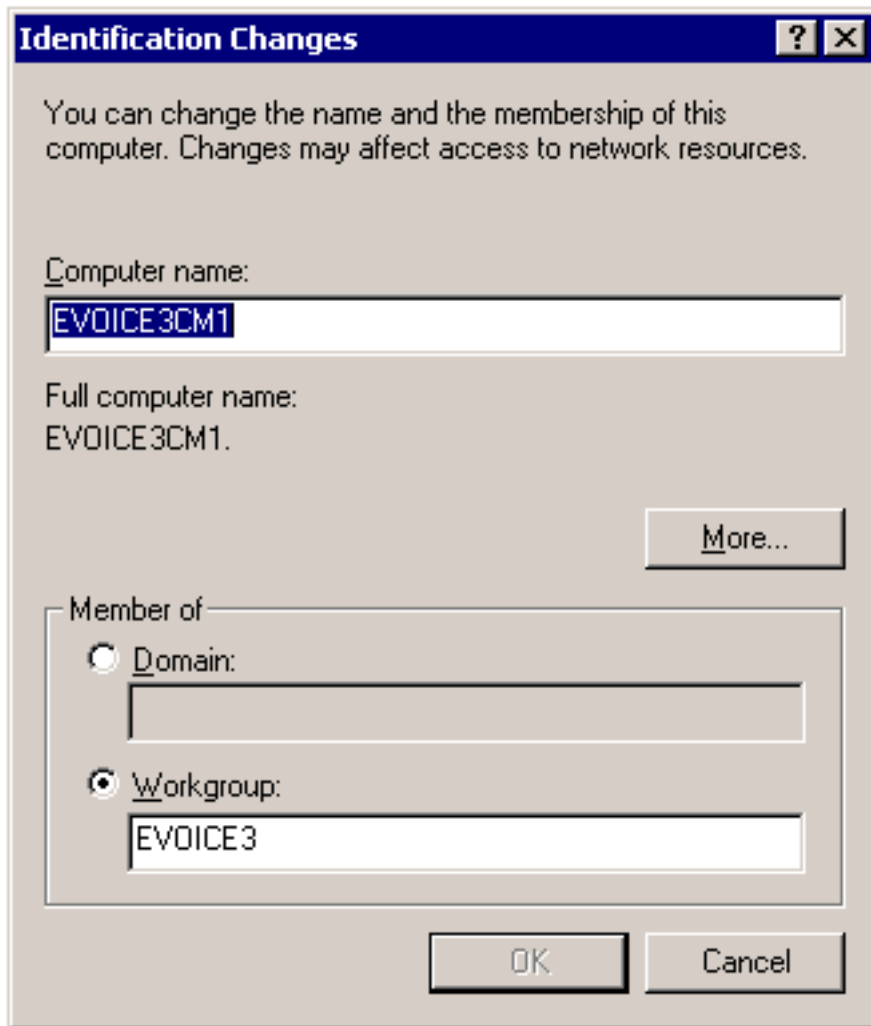 Identification Changes
You can change the name and the membership of this
computer. Changes may affect access to network resources.
Computer name:
EVOICE3CM1
Full computer name:
EVOICE3CM1.
More...
Member of
Domain:
Workgroup:
EVOICE3
OK Cancel